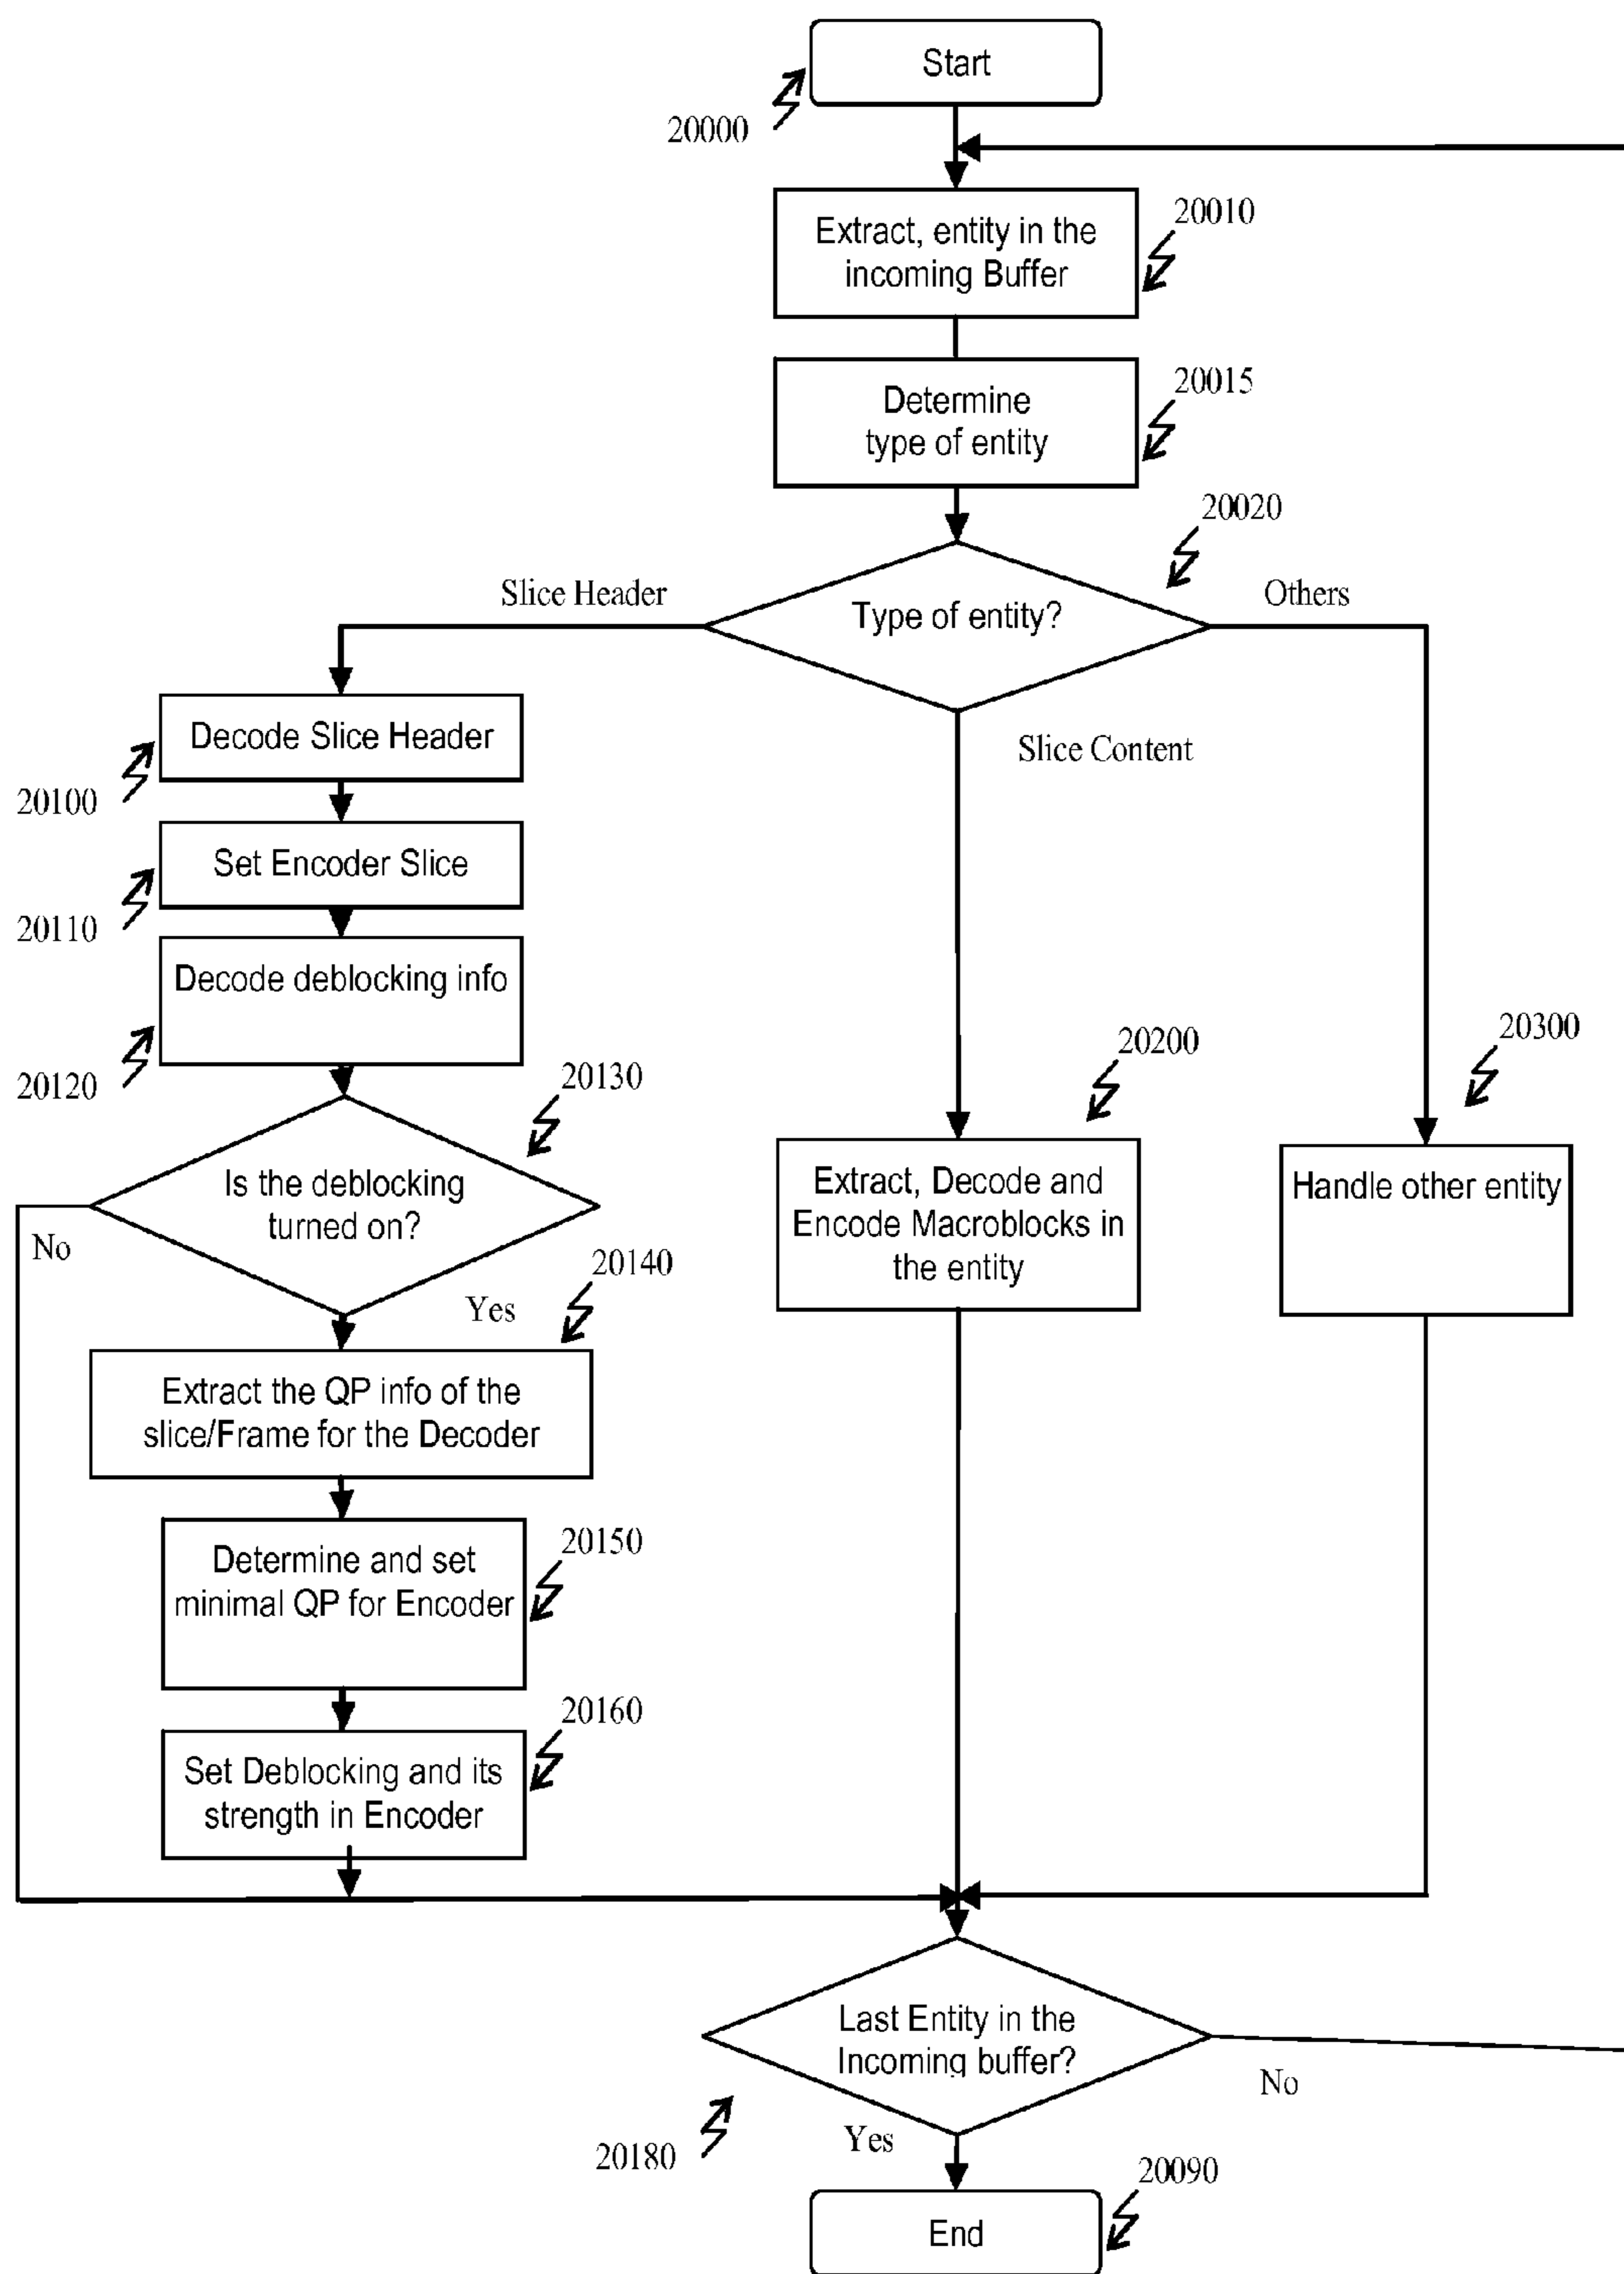 Start
20000
Extract, entity in the
incoming Buffer
20010
Determine
type of entity
20015
20020
Type of entity?
Slice Header
Others
Slice Content
Decode Slice Header
20100
Set Encoder Slice
20110
Decode deblocking info
20120
20130
Is the deblocking
turned on?
No
Yes
20140
Extract the QP info of the
slice/Frame for the Decoder
20150
Determine and set
minimal QP for Encoder
20160
Set Deblocking and its
strength in Encoder
20200
Extract, Decode and
Encode Macroblocks in
the entity
20300
Handle other entity
Last Entity in the
Incoming buffer?
No
20180
Yes
20090
End